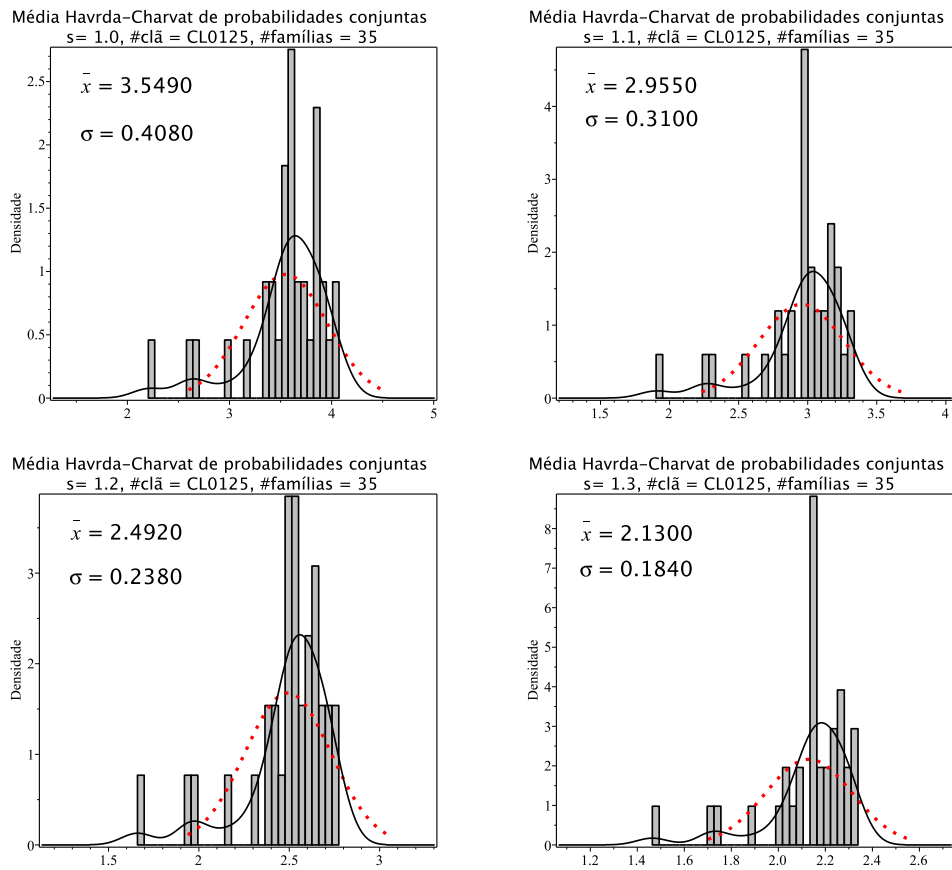 Média Havrda-Charvat de probabilidades conjuntas
s= 1.0, #clã = CL0125, #famílias = 35
x̄ = 3.5490
σ = 0.4080
Densidade
2.5
2
1.5
1
0.5
0
2 3 4 5
Média Havrda-Charvat de probabilidades conjuntas
s= 1.1, #clã = CL0125, #famílias = 35
x̄ = 2.9550
σ = 0.3100
Densidade
4
3
2
1
0
1.5 2 2.5 3 3.5 4
Média Havrda-Charvat de probabilidades conjuntas
s= 1.2, #clã = CL0125, #famílias = 35
x̄ = 2.4920
σ = 0.2380
Densidade
3
2
1
0
1.5 2 2.5 3
Média Havrda-Charvat de probabilidades conjuntas
s= 1.3, #clã = CL0125, #famílias = 35
x̄ = 2.1300
σ = 0.1840
Densidade
8
7
6
5
4
3
2
1
0
1.2 1.4 1.6 1.8 2.0 2.2 2.4 2.6